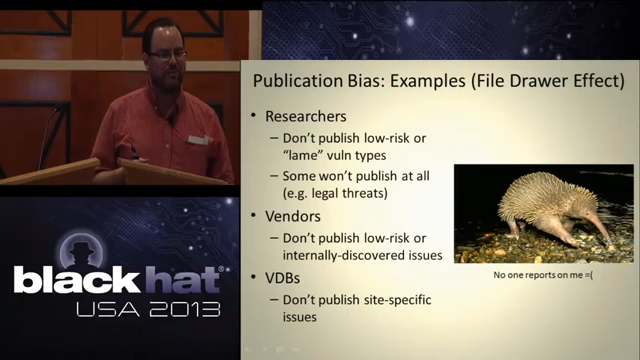 Publication Bias: Examples (File Drawer Effect)
• Researchers
– Don't publish low-risk or
"lame" vuln types
– Some won't publish at all
(e.g. legal threats)
• Vendors
– Don't publish low-risk or
internally-discovered issues
• VDBs
– Don't publish site-specific
issues
No one reports on me =(
black hat®
USA 2013